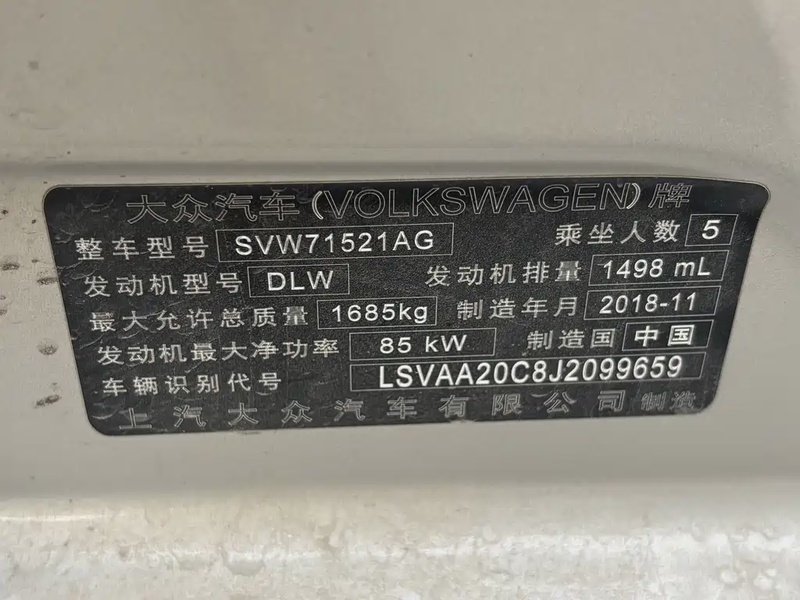 大众汽车(VOLKSWAGEN)牌
整车型号 SVW71521AG 乘坐人数 5
发动机型号 DLW 发动机排量 1498 mL
最大允许总质量 1685kg 制造年月 2018-11
发动机最大净功率 85 kW 制造国 中国
车辆识别代号 LSVAA20C8J2099659
上汽大众汽车有限公司 制造